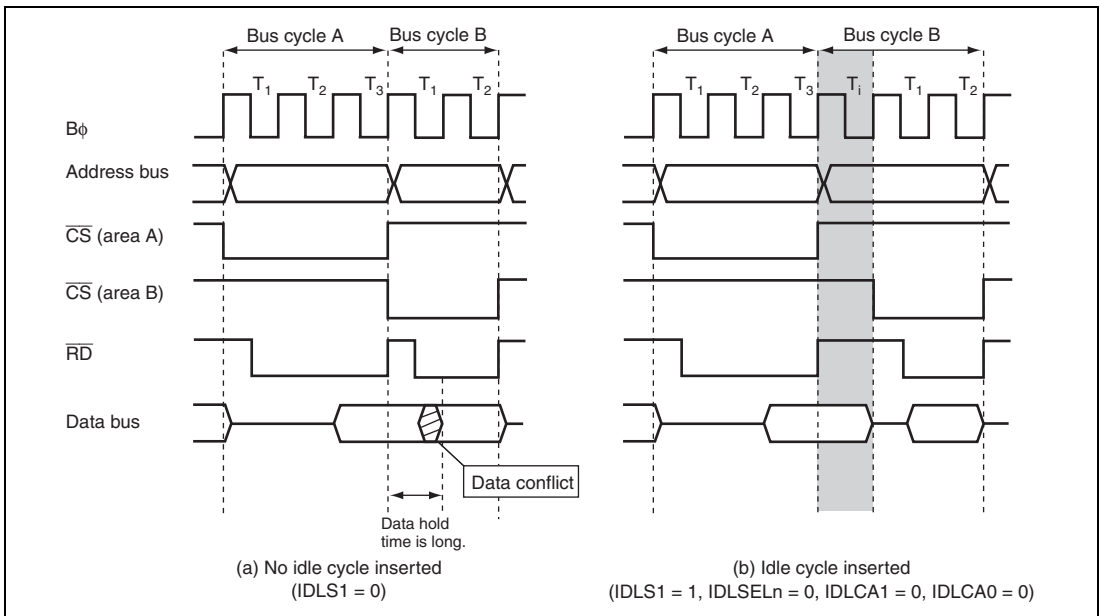 Bus cycle A Bus cycle B
T1 T2 T3 T1 T2
Bϕ
Address bus
CS (area A)
CS (area B)
RD
Data bus
Data conflict
Data hold
time is long.
(a) No idle cycle inserted
(IDLS1 = 0)
Bus cycle A Bus cycle B
T1 T2 T3 Ti T1 T2
(b) Idle cycle inserted
(IDLS1 = 1, IDLSELn = 0, IDLCA1 = 0, IDLCA0 = 0)